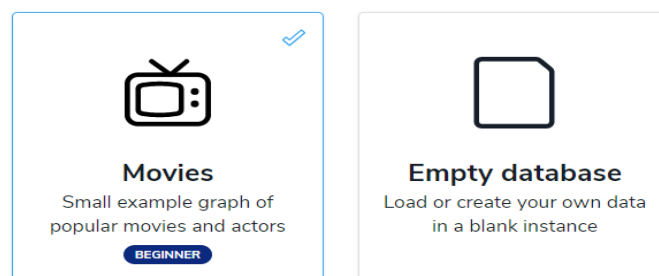 Movies
Small example graph of
popular movies and actors
BEGINNER
Empty database
Load or create your own data
in a blank instance